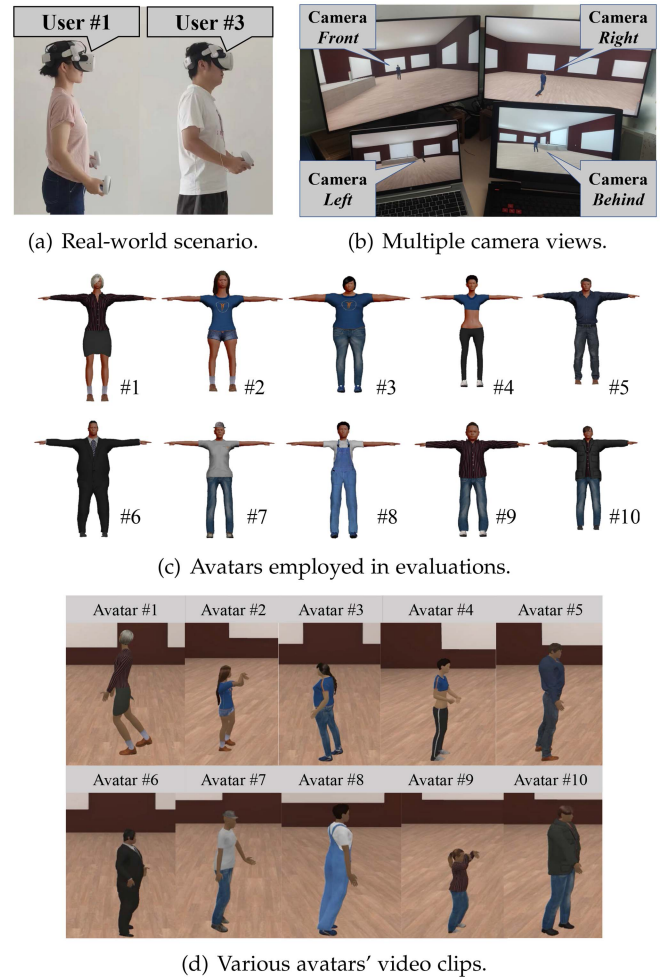 User #1
User #3
Camera
Front
Camera
Right
Camera
Left
Camera
Behind
(a) Real-world scenario.
(b) Multiple camera views.
#1
#2
#3
#4
#5
#6
#7
#8
#9
#10
(c) Avatars employed in evaluations.
Avatar #1
Avatar #2
Avatar #3
Avatar #4
Avatar #5
Avatar #6
Avatar #7
Avatar #8
Avatar #9
Avatar #10
(d) Various avatars' video clips.